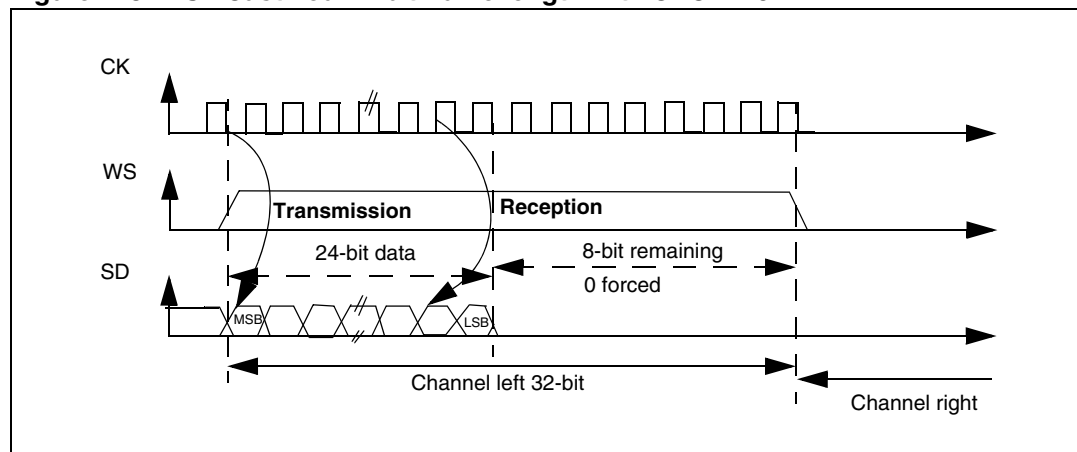 CK
WS
Transmission
Reception
24-bit data
8-bit remaining
0 forced
SD
MSB
LSB
Channel left 32-bit
Channel right